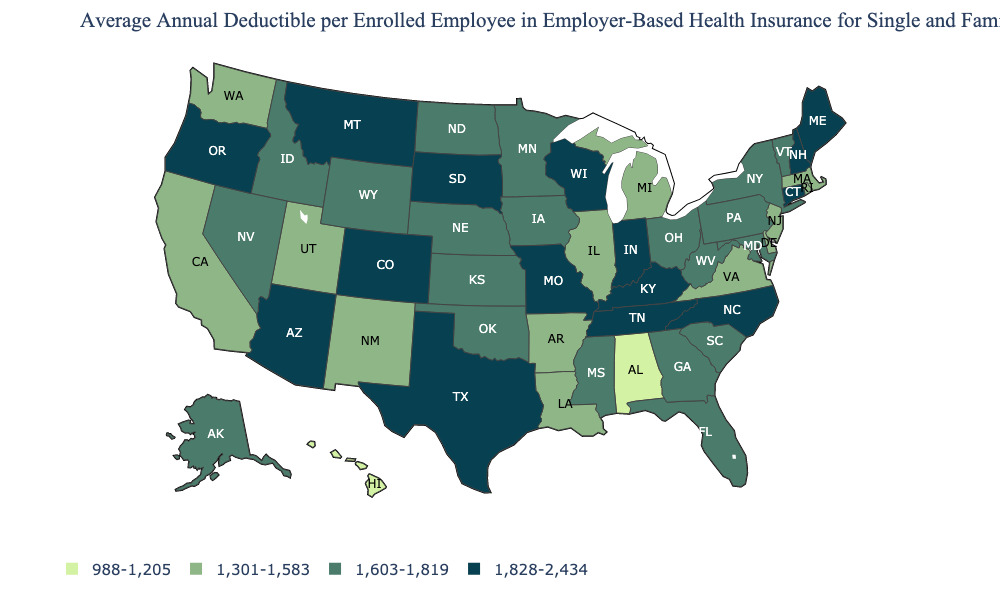 Average Annual Deductible per Enrolled Employee in Employer-Based Health Insurance for Single and Fam
WA
MT
ND
MN
ME
OR
ID
SD
WI
MI
VT
NH
WY
NY
MA
RI
CT
NV
UT
NE
IA
PA
NJ
CA
CO
KS
IL
IN
OH
WV
MD
DE
VA
MO
KY
AZ
NM
OK
AR
TN
NC
SC
TX
LA
MS
AL
GA
FL
AK
HI
988-1,205
1,301-1,583
1,603-1,819
1,828-2,434